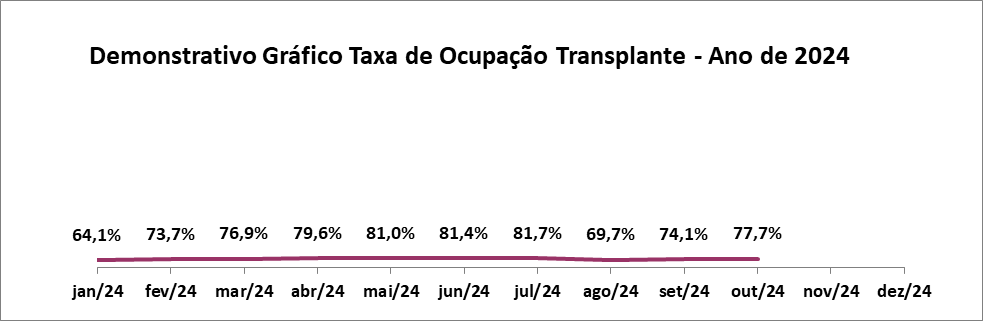 Demonstrativo Gráfico Taxa de Ocupação Transplante - Ano de 2024
64,1% 73,7% 76,9% 79,6% 81,0% 81,4% 81,7% 69,7% 74,1% 77,7%
jan/24 fev/24 mar/24 abr/24 mai/24 jun/24 jul/24 ago/24 set/24 out/24 nov/24 dez/24